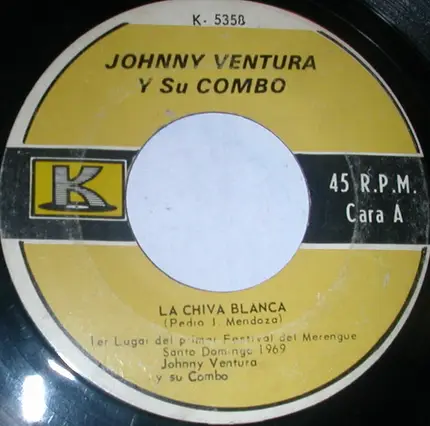 K- 5358
JOHNNY VENTURA
Y Su COMBO
K
45 R.P.M.
Cara A
LA CHIVA BLANCA
(Pedro J. Mendoza)
1er Lugar del primer Festival del Merengue
Santo Domingo 1969
Johnny Ventura
y su Combo